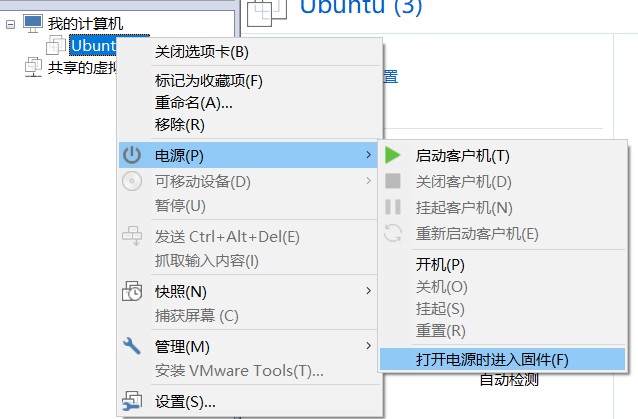 我的计算机
Ubuntu (3)
Ubun
共享的虚拟
置
关闭选项卡(B)
标记为收藏项(F)
重命名(A)...
移除(R)
电源(P)
可移动设备(D)
暂停(U)
发送 Ctrl+Alt+Del(E)
抓取输入内容(I)
快照(N)
捕获屏幕 (C)
管理(M)
安装 VMware Tools(T)...
设置(S)...
启动客户机(T)
关闭客户机(D)
挂起客户机(N)
重新启动客户机(E)
开机(P)
关机(O)
挂起(S)
重置(R)
打开电源时进入固件(F)
自动检测